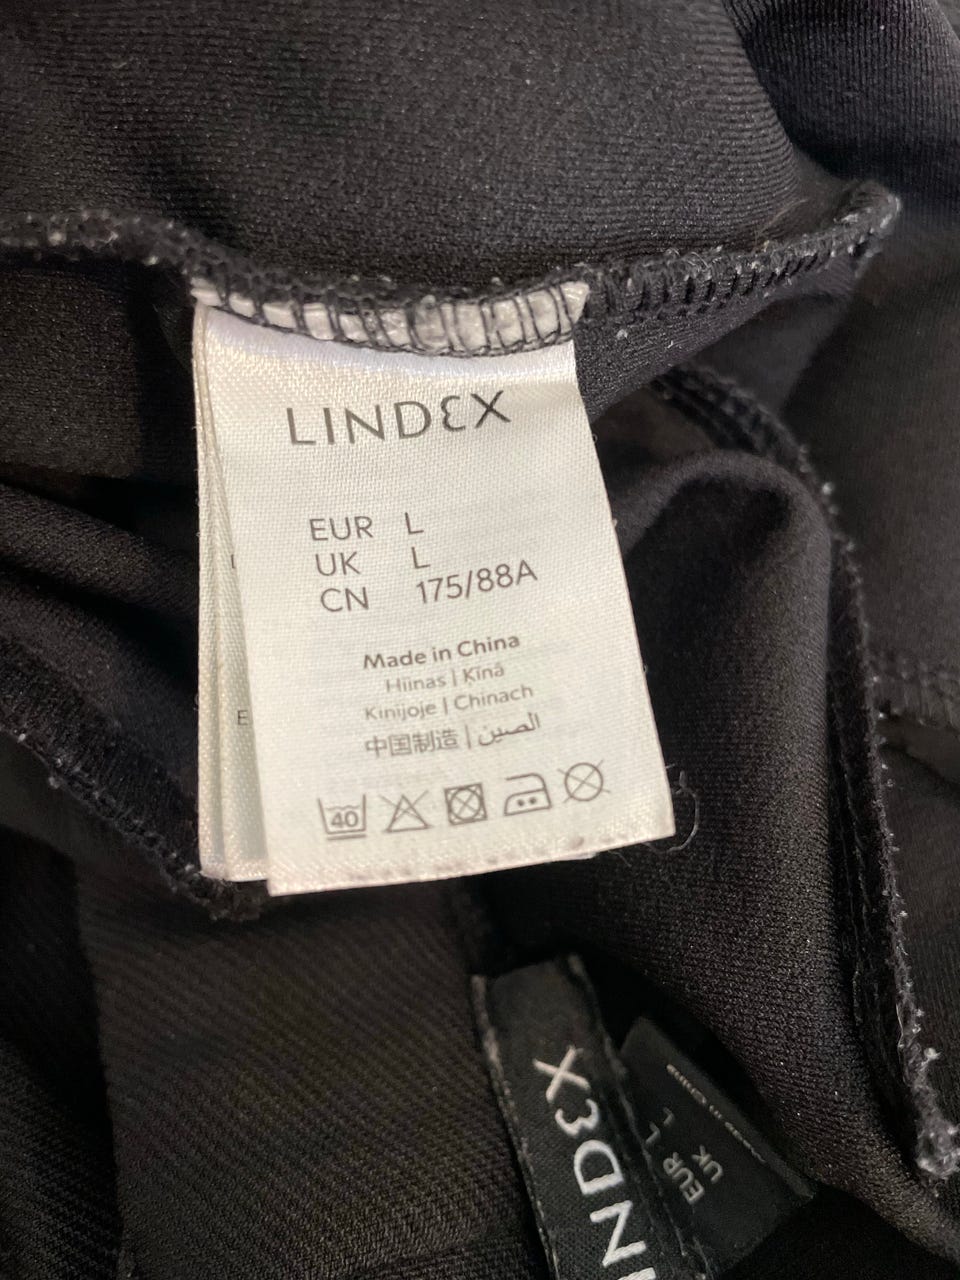 LINDEX
EUR L
UK L
CN 175/88A
Made in China
Hiinas | Ķīnā
Kinijoje | Chinach
中国制造 | الصين
40
E
LINDEX
EUR L
UK